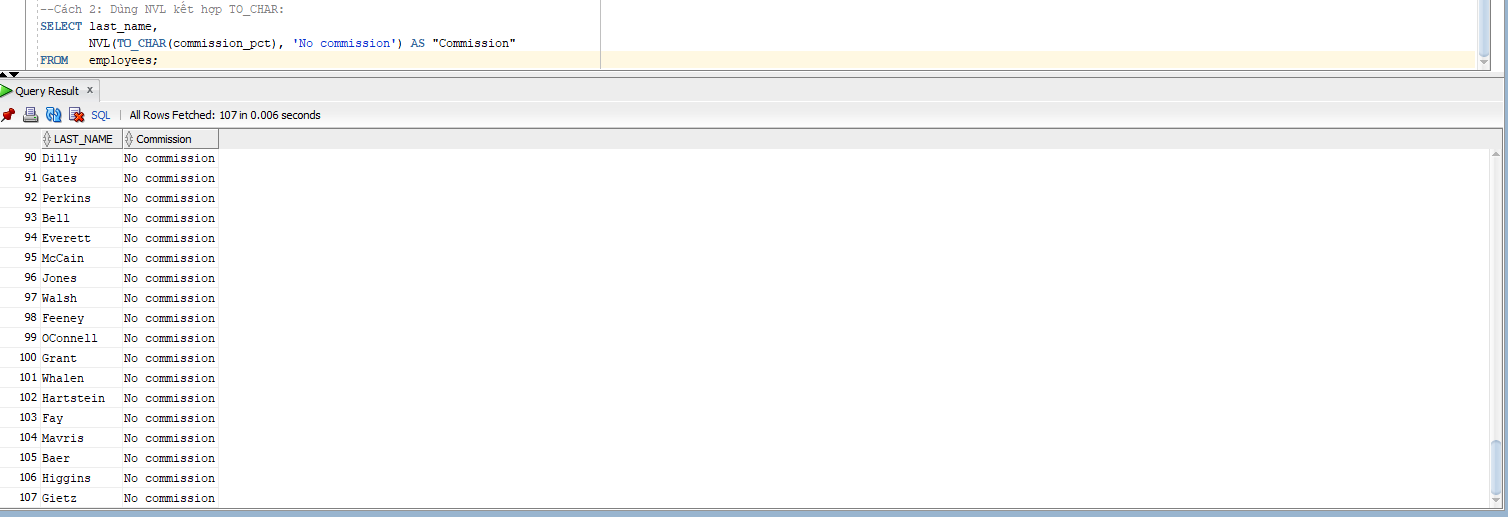 --Cách 2: Dùng NVL kết hợp TO_CHAR:
SELECT last_name,
NVL(TO_CHAR(commission_pct), 'No commission') AS "Commission"
FROM employees;
Query Result x
SQL | All Rows Fetched: 107 in 0.006 seconds
LAST_NAME Commission
90 Dilly No commission
91 Gates No commission
92 Perkins No commission
93 Bell No commission
94 Everett No commission
95 McCain No commission
96 Jones No commission
97 Walsh No commission
98 Feeney No commission
99 OConnell No commission
100 Grant No commission
101 Whalen No commission
102 Hartstein No commission
103 Fay No commission
104 Mavris No commission
105 Baer No commission
106 Higgins No commission
107 Gietz No commission